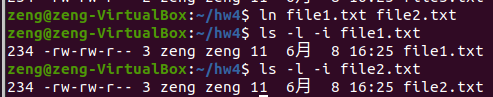 zeng@zeng-VirtualBox:~/hw4$ ln file1.txt file2.txt
zeng@zeng-VirtualBox:~/hw4$ ls -l -i file1.txt
234 -rw-rw-r-- 3 zeng zeng 11  6月  8 16:25 file1.txt
zeng@zeng-VirtualBox:~/hw4$ ls -l -i file2.txt
234 -rw-rw-r-- 3 zeng zeng 11  6月  8 16:25 file2.txt